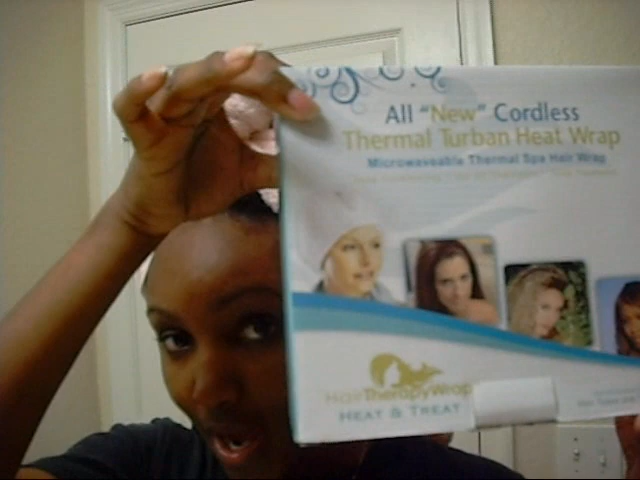 All "New" Cordless
Thermal Turban Heat Wrap
Microwaveable Thermal Spa Hair Wrap
HairTherapyWrap
HEAT & TREAT